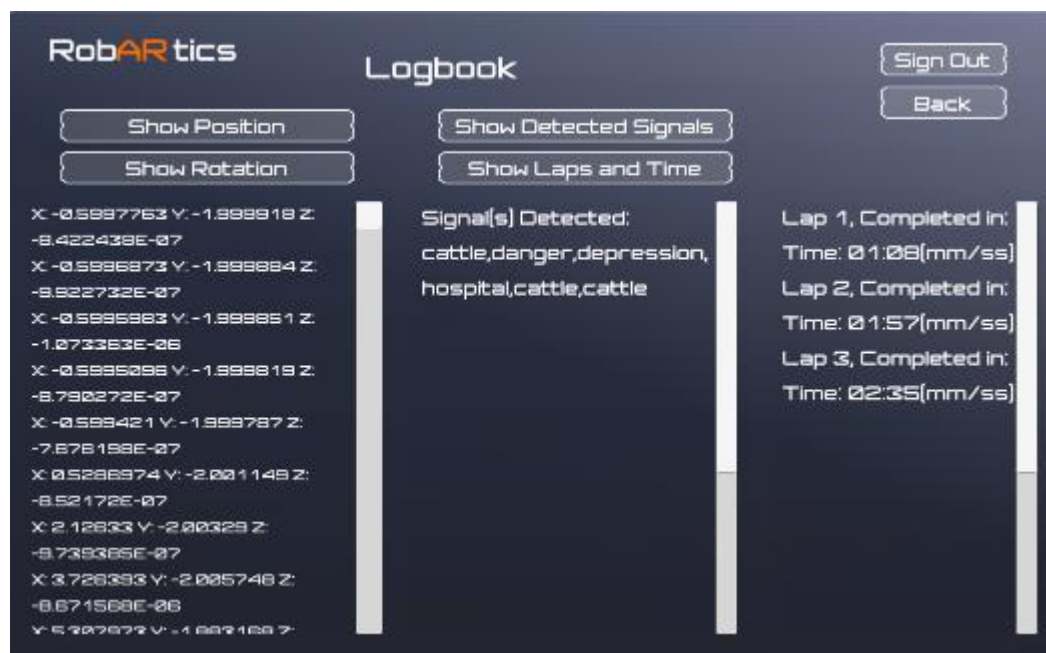 RobARtics
Logbook
Sign Out
Back
Show Position
Show Rotation
Show Detected Signals
Show Laps and Time
X:-0.5997763 Y:-1.999918 Z:
-8.422438E-07
X:-0.5996873 Y:-1.999884 Z:
-9.922732E-07
X:-0.5995983 Y:-1.999851 Z:
-1.073363E-06
X:-0.5995096 Y:-1.999819 Z:
-8.790272E-07
X:-0.599421 Y:-1.999787 Z:
-7.676198E-07
X:0.5286974 Y:-2.001149 Z:
-8.52172E-07
X:2.12633 Y:-2.00329 Z:
-9.739385E-07
X:3.726393 Y:-2.005748 Z:
-8.671568E-06
Signal(s) Detected:
cattle,danger,depression,
hospital,cattle,cattle
Lap 1, Completed in:
Time: 01:08(mm/ss)
Lap 2, Completed in:
Time: 01:57(mm/ss)
Lap 3, Completed in:
Time: 02:35(mm/ss)